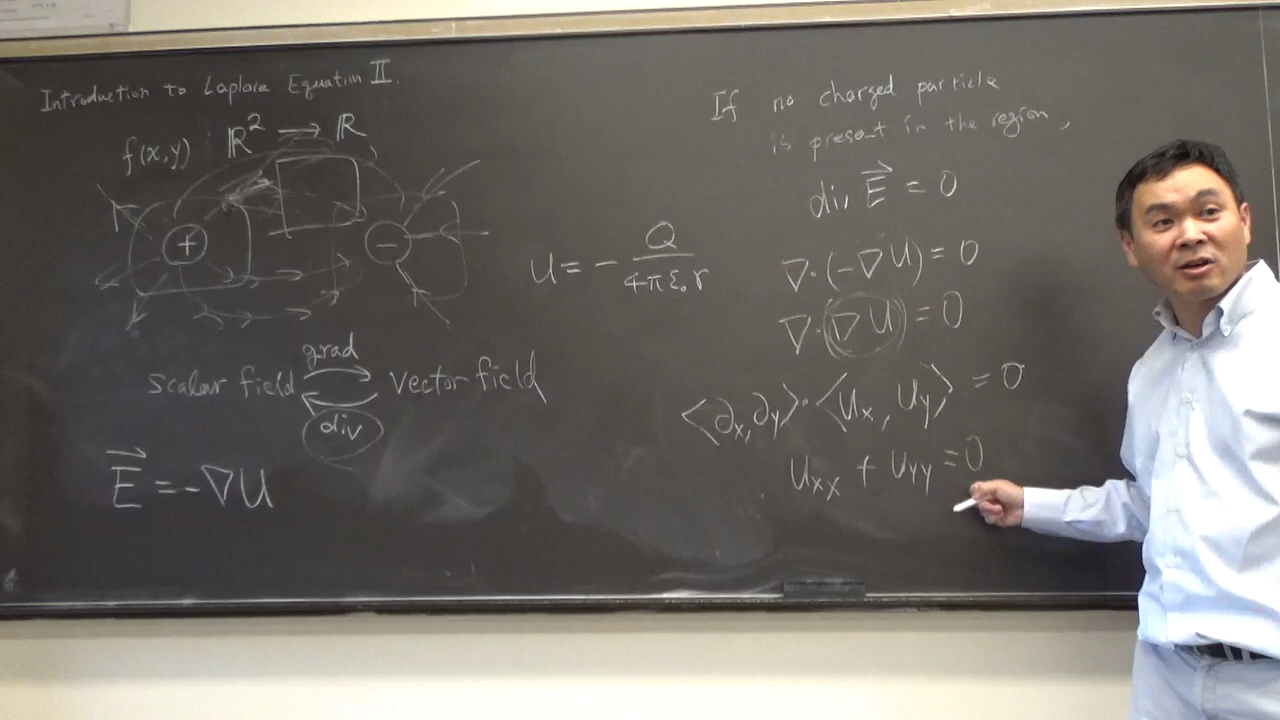 Introduction to Laplace Equation II.
f(x,y) : ℝ² ⟹ ℝ
+
−
grad
scalar field ⇌ vector field
div
E⃗ = -∇U
U = - Q / 4πε₀r
If no charged particle
is present in the region,
div E⃗ = 0
∇·(-∇U) = 0
∇·(∇U) = 0
<∂x, ∂y>·<Ux, Uy> = 0
Uxx + Uyy = 0